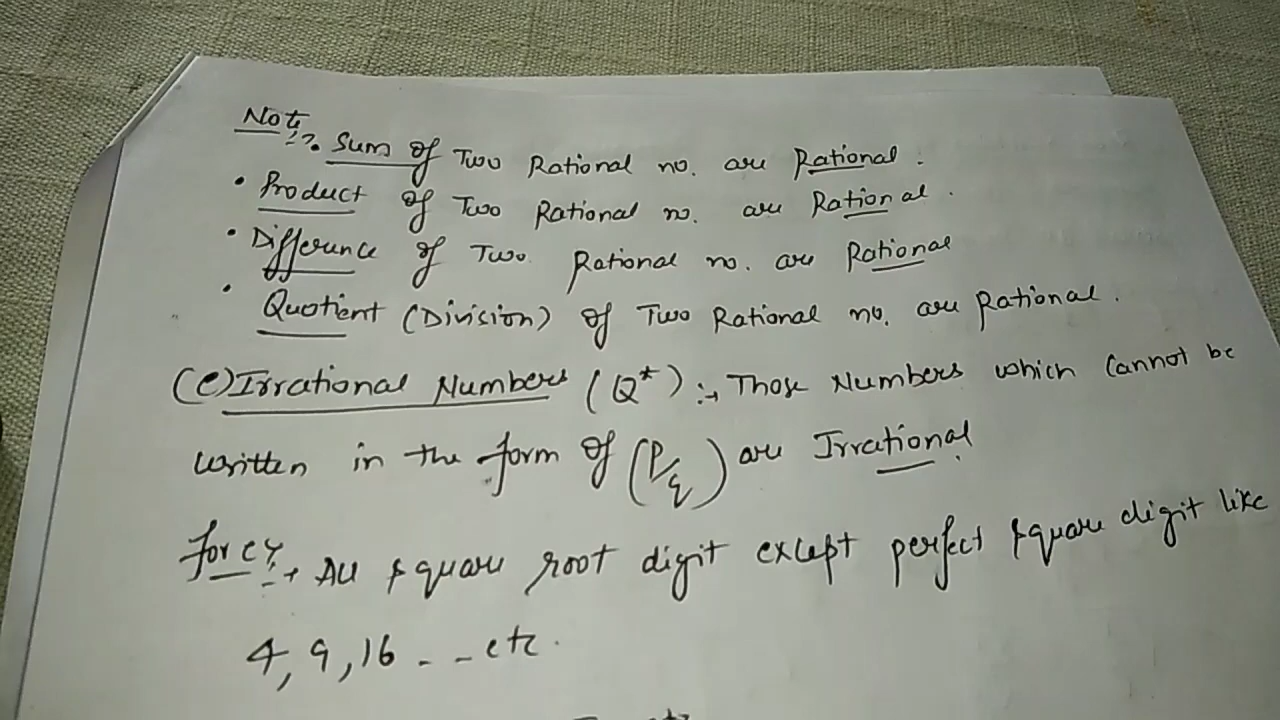 Note :-
• Sum of Two Rational no. are Rational.
• Product of Two Rational no. are Rational.
• Difference of Two Rational no. are Rational
• Quotient (Division) of Two Rational no. are Rational.
(e) Irrational Numbers (Q*) :→ Those Numbers which Cannot be
written in the form of (P/q) are Irrational.
for ex :→ All square root digit except perfect square digit like
4, 9, 16 - - etc.